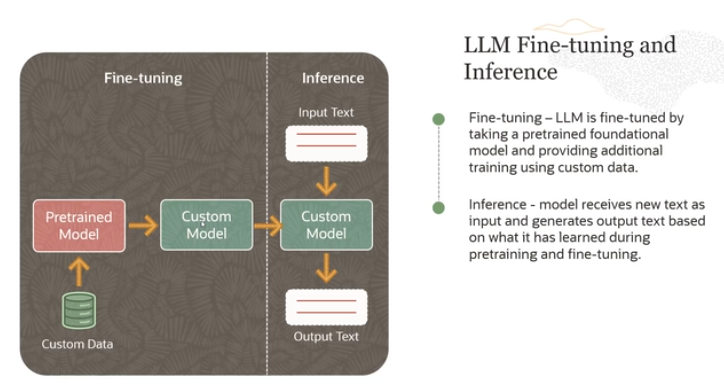 Fine-tuning
Inference
Input Text
Pretrained
Model
Custom
Model
Custom
Model
Custom Data
Output Text
LLM Fine-tuning and
Inference
Fine-tuning – LLM is fine-tuned by
taking a pretrained foundational
model and providing additional
training using custom data.
Inference - model receives new text as
input and generates output text based
on what it has learned during
pretraining and fine-tuning.